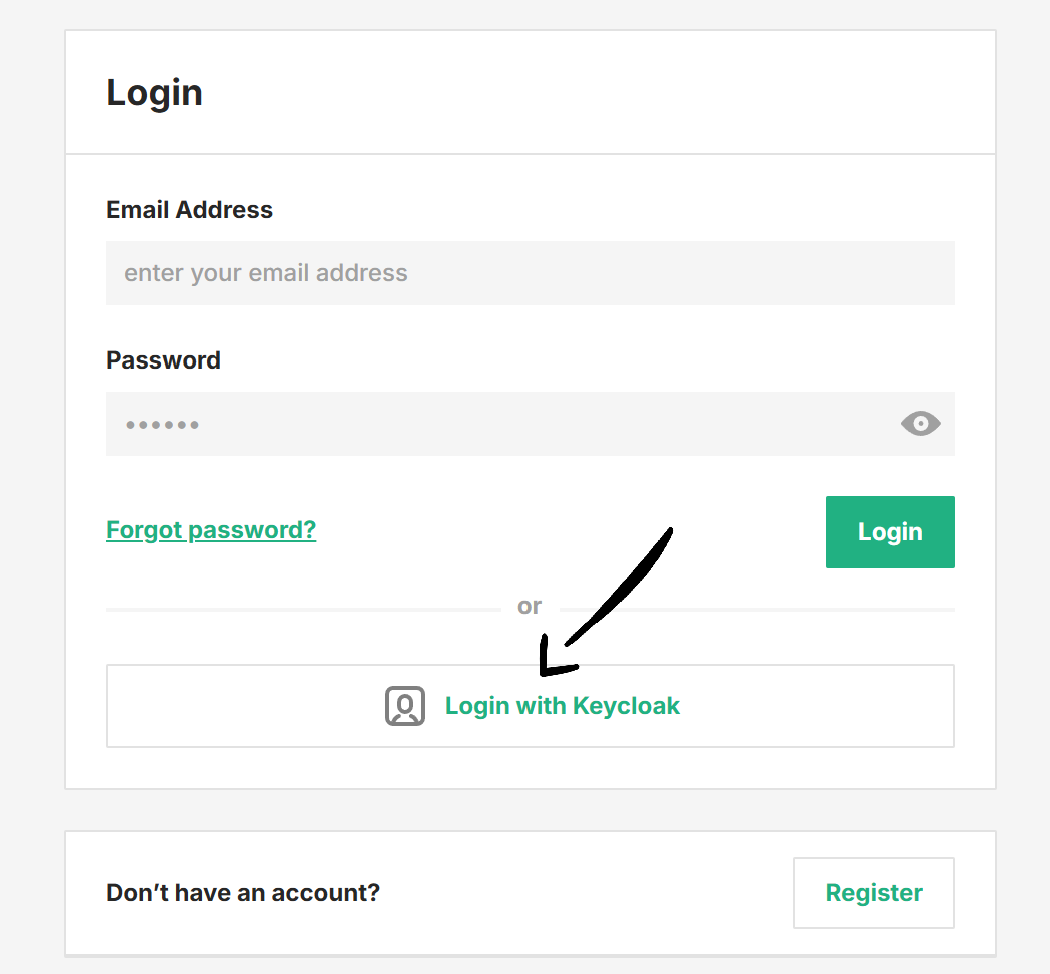 Login
Email Address
enter your email address
Password
••••••
Forgot password?
Login
or
Login with Keycloak
Don’t have an account?
Register